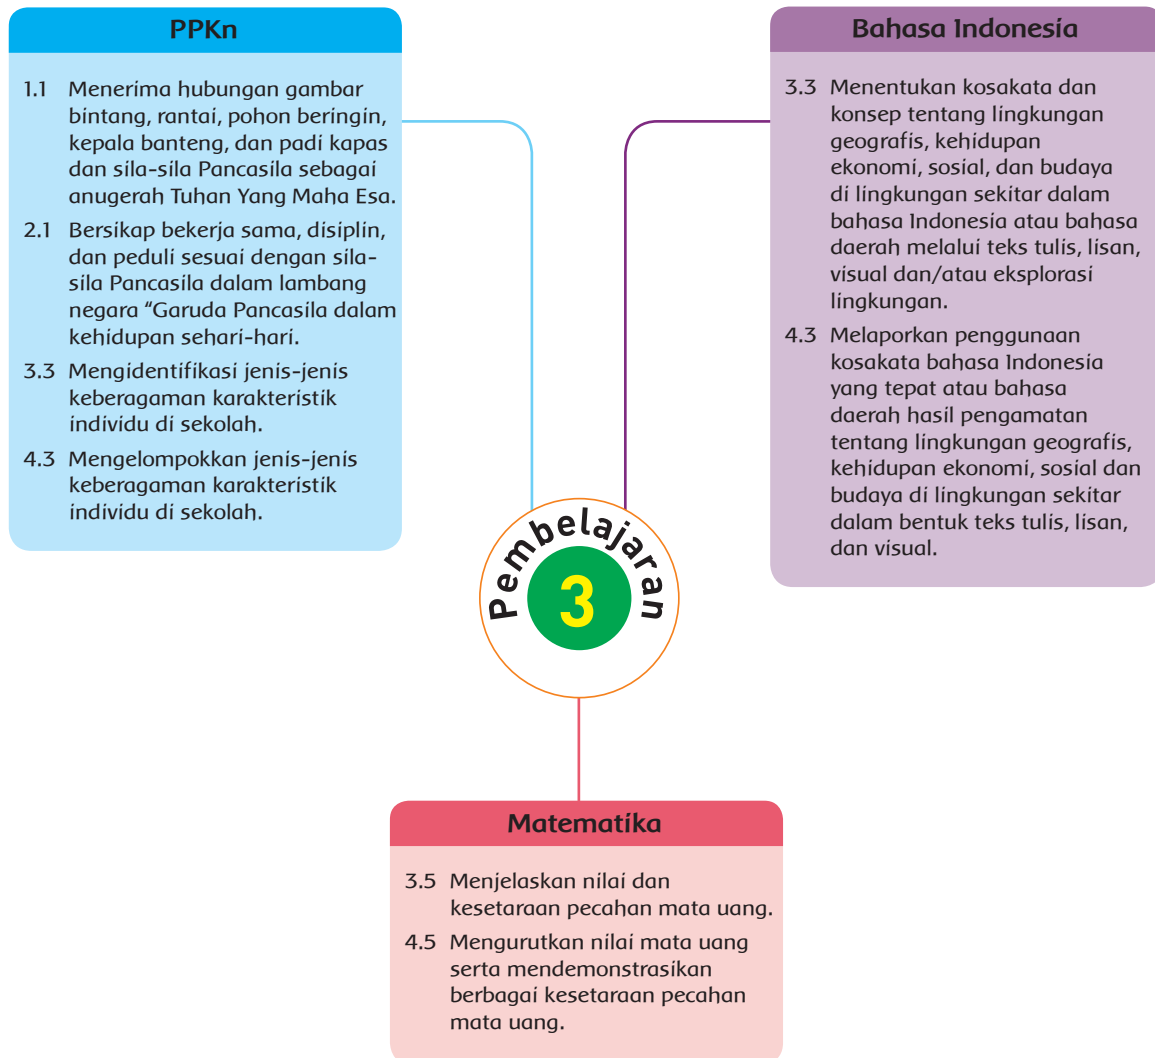 PPKn
1.1 Menerima hubungan gambar
bintang, rantai, pohon beringin,
kepala banteng, dan padi kapas
dan sila-sila Pancasila sebagai
anugerah Tuhan Yang Maha Esa.
2.1 Bersikap bekerja sama, disiplin,
dan peduli sesuai dengan sila-
sila Pancasila dalam lambang
negara “Garuda Pancasila dalam
kehidupan sehari-hari.
3.3 Mengidentifikasi jenis-jenis
keberagaman karakteristik
individu di sekolah.
4.3 Mengelompokkan jenis-jenis
keberagaman karakteristik
individu di sekolah.
Bahasa Indonesia
3.3 Menentukan kosakata dan
konsep tentang lingkungan
geografis, kehidupan
ekonomi, sosial, dan budaya
di lingkungan sekitar dalam
bahasa Indonesia atau bahasa
daerah melalui teks tulis, lisan,
visual dan/atau eksplorasi
lingkungan.
4.3 Melaporkan penggunaan
kosakata bahasa Indonesia
yang tepat atau bahasa
daerah hasil pengamatan
tentang lingkungan geografis,
kehidupan ekonomi, sosial dan
budaya di lingkungan sekitar
dalam bentuk teks tulis, lisan,
dan visual.
Pembelajaran
3
Matematika
3.5 Menjelaskan nilai dan
kesetaraan pecahan mata uang.
4.5 Mengurutkan nilai mata uang
serta mendemonstrasikan
berbagai kesetaraan pecahan
mata uang.